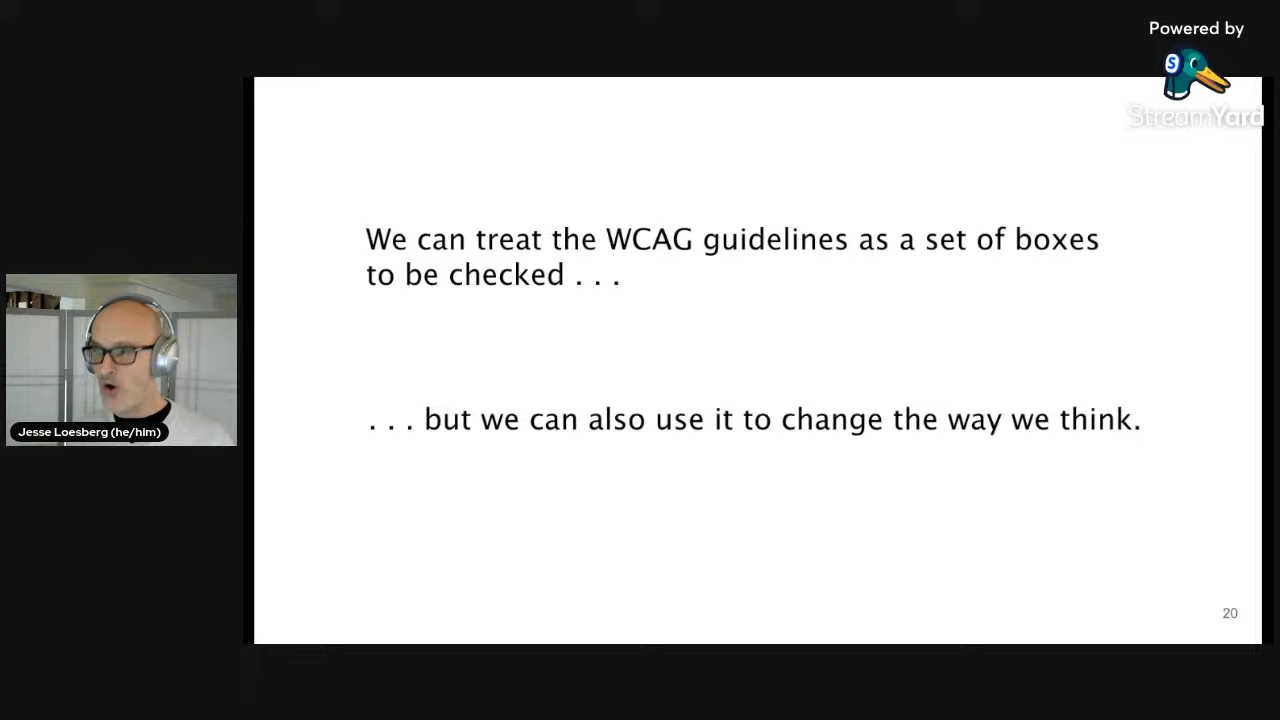 Powered by
StreamYard
We can treat the WCAG guidelines as a set of boxes
to be checked . . .
. . . but we can also use it to change the way we think.
Jesse Loesberg (he/him)
20